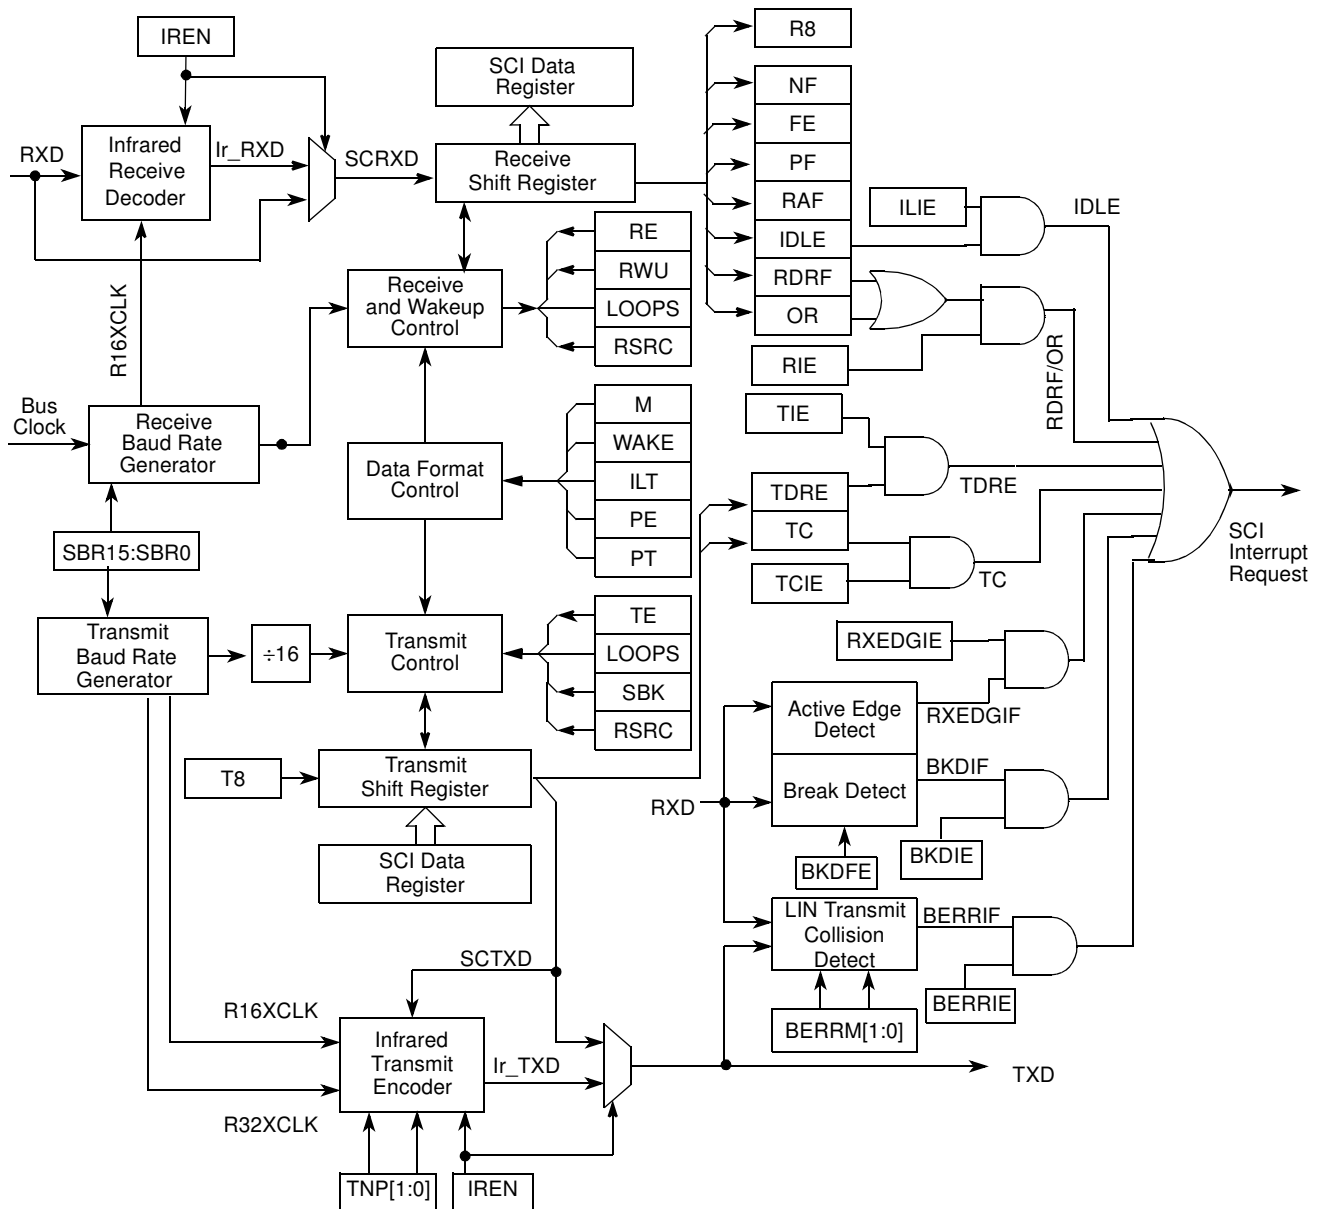 IREN
SCI Data
Register
R8
NF
FE
PF
RAF
IDLE
RDRF
OR
RXD
Infrared
Receive
Decoder
Ir_RXD
SCRXD
Receive
Shift Register
ILIE
IDLE
RE
RWU
LOOPS
RSRC
Receive
and Wakeup
Control
R16XCLK
RIE
RDRF/OR
Bus
Clock
Receive
Baud Rate
Generator
M
WAKE
ILT
PE
PT
Data Format
Control
TIE
TDRE
TC
TCIE
TDRE
TC
SCI
Interrupt
Request
SBR15:SBR0
Transmit
Baud Rate
Generator
÷16
Transmit
Control
TE
LOOPS
SBK
RSRC
RXEDGIE
Active Edge
Detect
RXEDGIF
Break Detect
BKDIF
RXD
BKDFE
BKDIE
T8
Transmit
Shift Register
SCI Data
Register
LIN Transmit
Collision
Detect
BERRIF
BERRIE
BERRM[1:0]
SCTXD
R16XCLK
Infrared
Transmit
Encoder
Ir_TXD
R32XCLK
TXD
TNP[1:0]
IREN